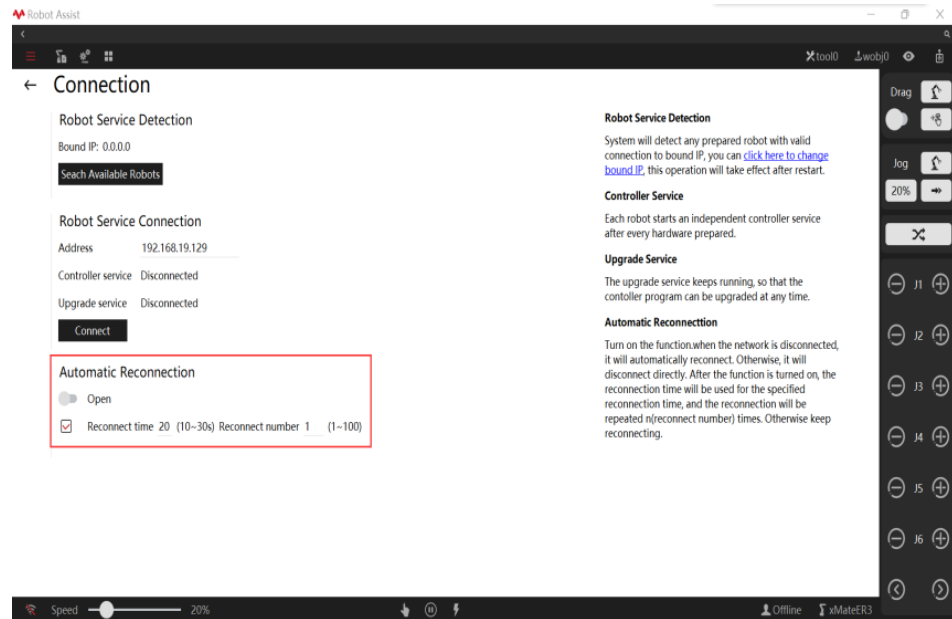 Robot Assist
tool0 wobj0
Connection
Robot Service Detection
Bound IP: 0.0.0.0
Seach Available Robots
Robot Service Connection
Address 192.168.19.129
Controller service Disconnected
Upgrade service Disconnected
Connect
Automatic Reconnection
Open
Reconnect time 20 (10~30s) Reconnect number 1 (1~100)
Robot Service Detection
System will detect any prepared robot with valid
connection to bound IP, you can click here to change
bound IP, this operation will take effect after restart.
Controller Service
Each robot starts an independent controller service
after every hardware prepared.
Upgrade Service
The upgrade service keeps running, so that the
contoller program can be upgraded at any time.
Automatic Reconnecttion
Turn on the function.when the network is disconnected,
it will automatically reconnect. Otherwise, it will
disconnect directly. After the function is turned on, the
reconnection time will be used for the specified
reconnection time, and the reconnection will be
repeated n(reconnect number) times. Otherwise keep
reconnecting.
Drag
Jog
20%
J1
J2
J3
J4
J5
J6
Speed 20% Offline xMateER3